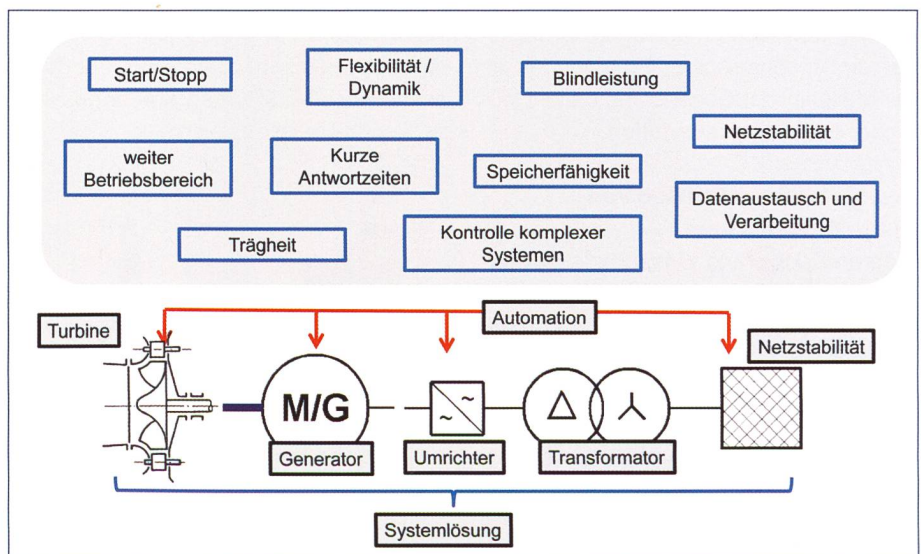 Start/Stopp
Flexibilität /
Dynamik
Blindleistung
Netzstabilität
weiter
Betriebsbereich
Kurze
Antwortzeiten
Speicherfähigkeit
Datenaustausch und
Verarbeitung
Trägheit
Kontrolle komplexer
Systemen
Turbine
Automation
Netzstabilität
M/G
~
~
Generator
Umrichter
Transformator
Systemlösung